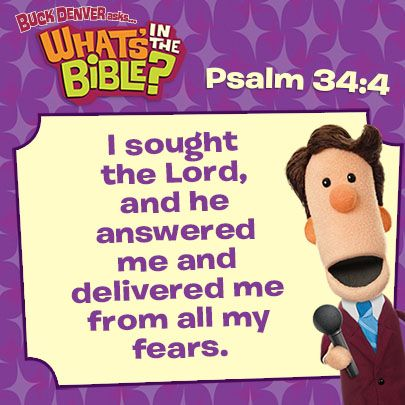 BUCK DENVER asks...
WHAT'S IN THE
BIBLE?
Psalm 34:4
I sought
the Lord,
and he
answered
me and
delivered me
from all my
fears.